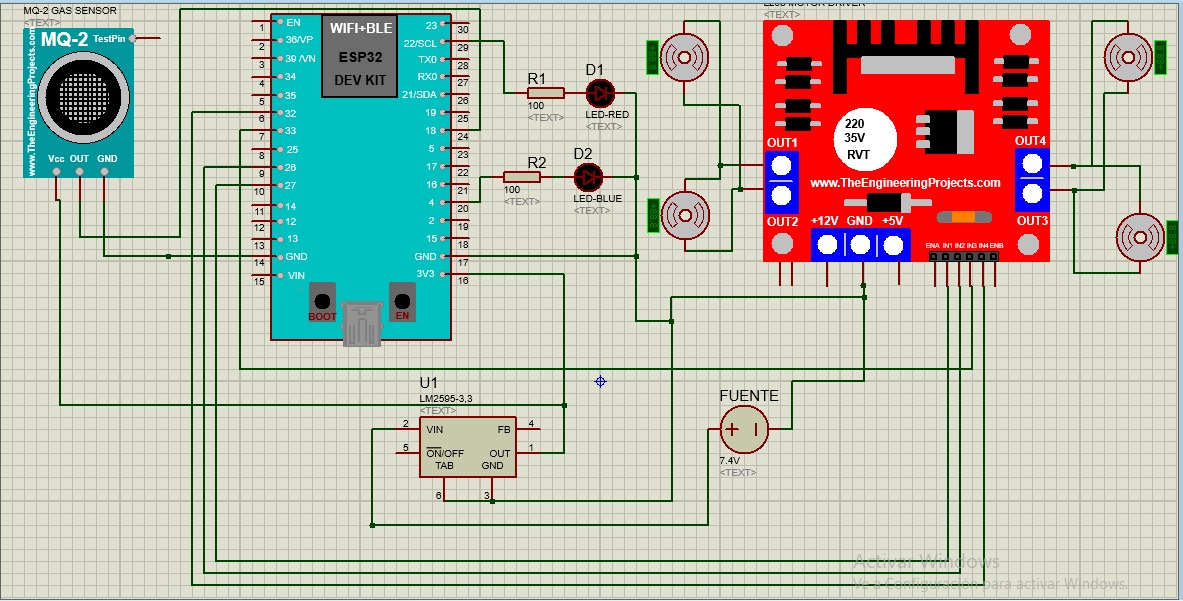 MQ-2 GAS SENSOR
<TEXT>
MQ-2 TestPin
www.TheEngineeringProjects.com
Vcc OUT GND
WIFI+BLE
ESP32
DEV KIT
1 EN
2 36/VP
3 39 /VN
4 34
5 35
6 32
7 33
8 25
9 26
10 27
11 14
12 12
13 13
14 GND
15 VIN
23 30
22/SCL 29
TX0 28
RX0 27
21/SDA 26
19 25
18 24
5 23
17 22
16 21
4 20
2 19
15 18
GND 17
3V3 16
BOOT
EN
R1
100
<TEXT>
D1
LED-RED
<TEXT>
R2
100
<TEXT>
D2
LED-BLUE
<TEXT>
<TEXT>
220
35V
RVT
OUT1
OUT4
www.TheEngineeringProjects.com
OUT2
+12V GND +5V
OUT3
ENA IN1 IN2 IN3 IN4 ENB
U1
LM2595-3,3
<TEXT>
2 VIN
FB 4
5 ON/OFF
OUT 1
TAB
GND
6
3
FUENTE
+
7.4V
<TEXT>
Activar Windows
Ve a Configuración para activar Windows.